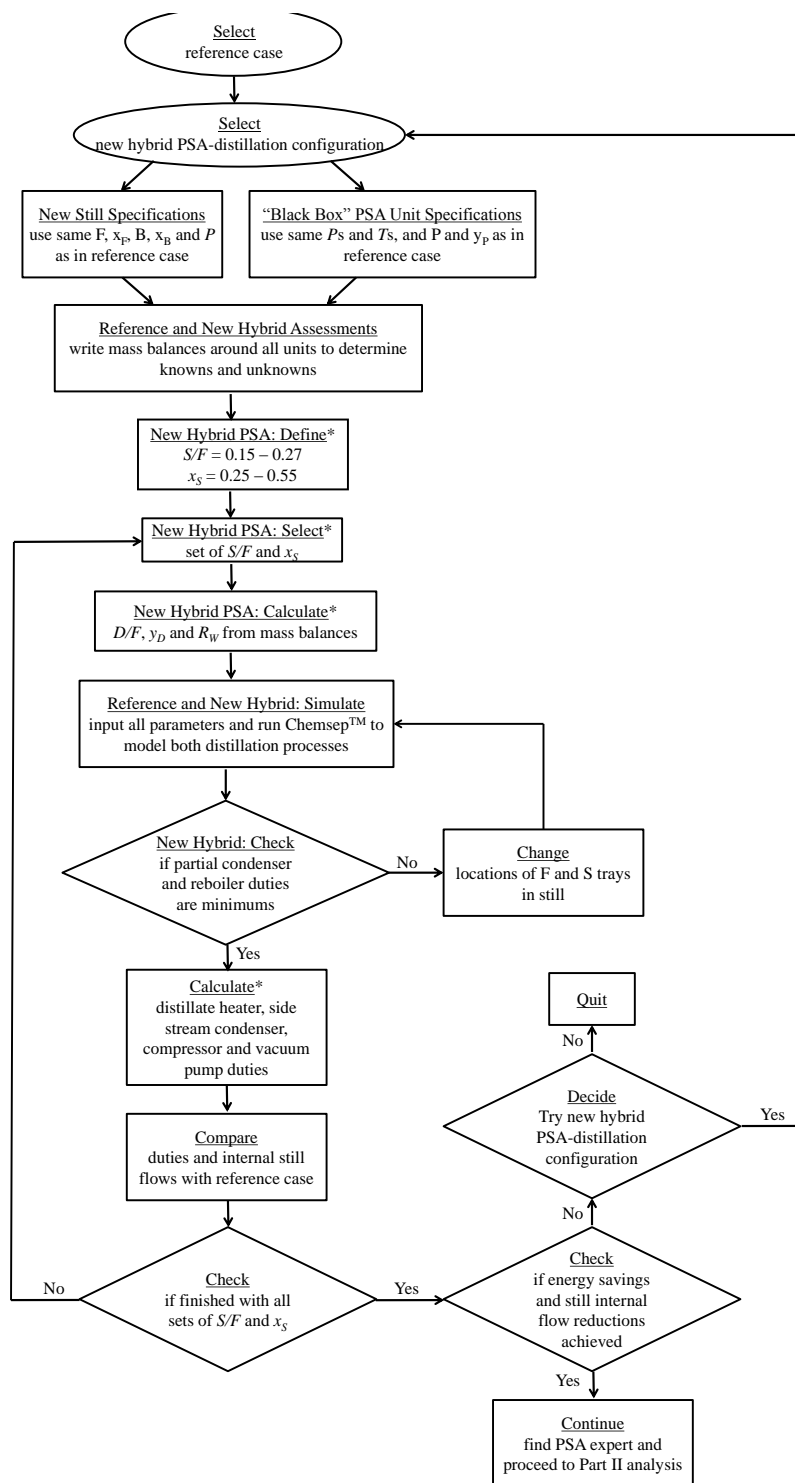 Select
reference case
Select
new hybrid PSA-distillation configuration
New Still Specifications
use same F, x_F, B, x_B and P
as in reference case
“Black Box” PSA Unit Specifications
use same Ps and Ts, and P and y_P as in
reference case
Reference and New Hybrid Assessments
write mass balances around all units to determine
knowns and unknowns
New Hybrid PSA: Define*
S/F = 0.15 – 0.27
x_S = 0.25 – 0.55
New Hybrid PSA: Select*
set of S/F and x_S
New Hybrid PSA: Calculate*
D/F, y_D and R_W from mass balances
Reference and New Hybrid: Simulate
input all parameters and run Chemsep™ to
model both distillation processes
New Hybrid: Check
if partial condenser
and reboiler duties
are minimums
No
Change
locations of F and S trays
in still
Yes
Calculate*
distillate heater, side
stream condenser,
compressor and vacuum
pump duties
Compare
duties and internal still
flows with reference case
Check
if finished with all
sets of S/F and x_S
No
Yes
Check
if energy savings
and still internal
flow reductions
achieved
No
Decide
Try new hybrid
PSA-distillation
configuration
Yes
No
Quit
Yes
Continue
find PSA expert and
proceed to Part II analysis